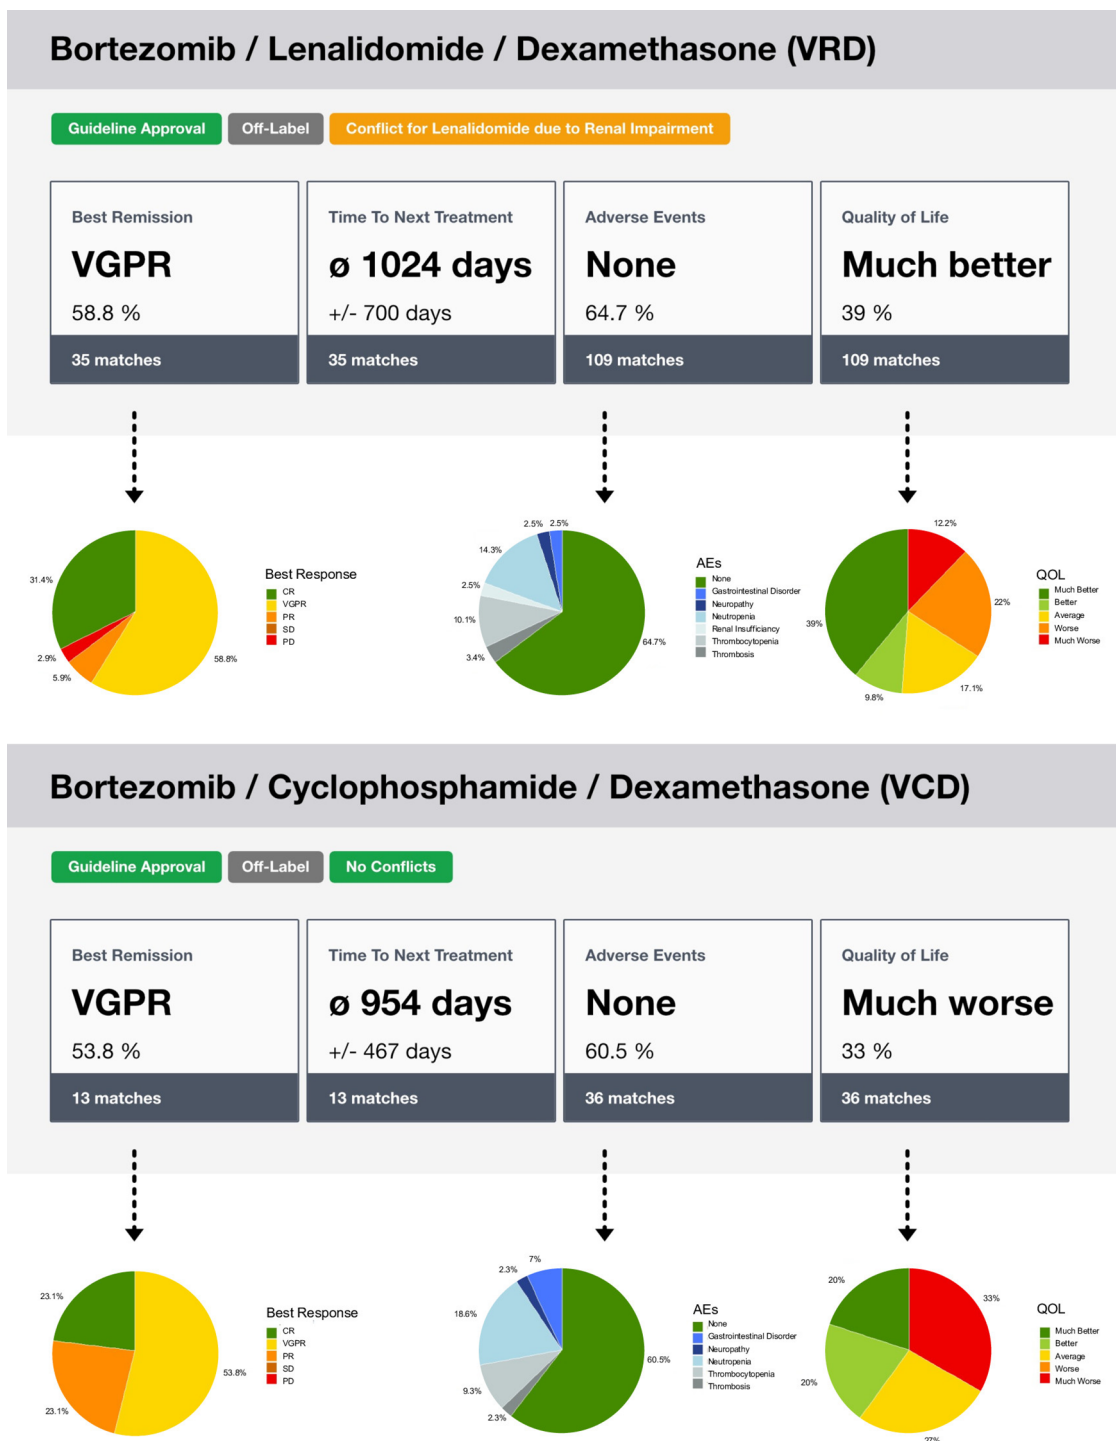 Bortezomib / Lenalidomide / Dexamethasone (VRD)
Guideline Approval Off-Label Conflict for Lenalidomide due to Renal Impairment
Best Remission
VGPR
58.8 %
35 matches
Time To Next Treatment
ø 1024 days
+/- 700 days
35 matches
Adverse Events
None
64.7 %
109 matches
Quality of Life
Much better
39 %
109 matches
31.4%
2.9%
5.9%
58.8%
Best Response
CR
VGPR
PR
SD
PD
2.5% 2.5%
14.3%
2.5%
10.1%
3.4%
64.7%
AEs
None
Gastrointestinal Disorder
Neuropathy
Neutropenia
Renal Insufficiancy
Thrombocytopenia
Thrombosis
12.2%
22%
39%
17.1%
9.8%
QOL
Much Better
Better
Average
Worse
Much Worse
Bortezomib / Cyclophosphamide / Dexamethasone (VCD)
Guideline Approval Off-Label No Conflicts
Best Remission
VGPR
53.8 %
13 matches
Time To Next Treatment
ø 954 days
+/- 467 days
13 matches
Adverse Events
None
60.5 %
36 matches
Quality of Life
Much worse
33 %
36 matches
23.1%
53.8%
23.1%
Best Response
CR
VGPR
PR
SD
PD
7%
2.3%
18.6%
9.3%
2.3%
60.5%
AEs
None
Gastrointestinal Disorder
Neuropathy
Neutropenia
Thrombocytopenia
Thrombosis
20%
33%
20%
27%
QOL
Much Better
Better
Average
Worse
Much Worse